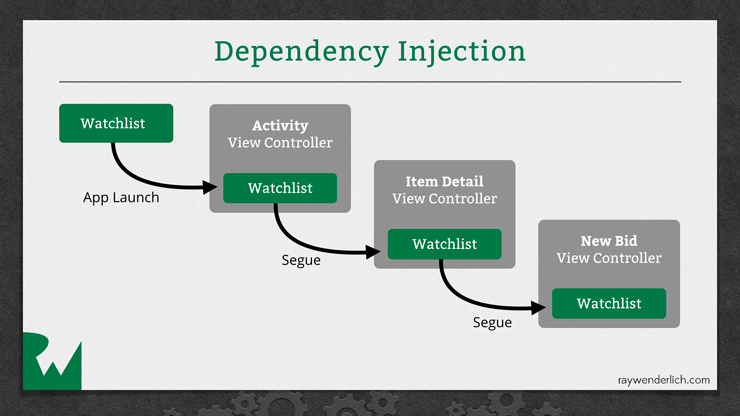 Dependency Injection
Watchlist
App Launch
Activity
View Controller
Watchlist
Segue
Item Detail
View Controller
Watchlist
Segue
New Bid
View Controller
Watchlist
raywenderlich.com